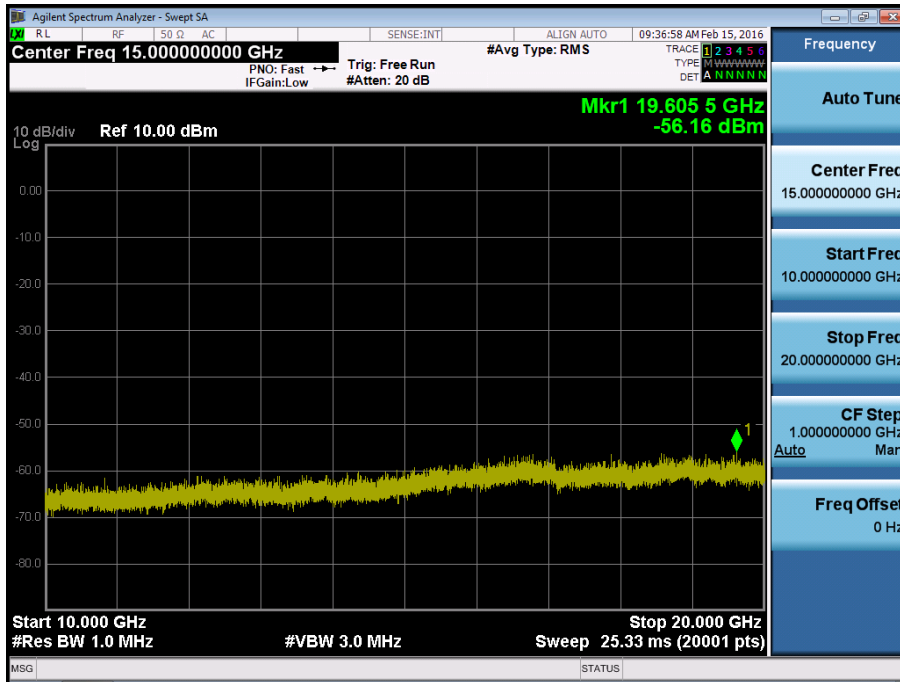 Agilent Spectrum Analyzer - Swept SA
LXI RL RF 50 Ω AC SENSE:INT ALIGN AUTO 09:36:58 AM Feb 15, 2016
Center Freq 15.000000000 GHz
#Avg Type: RMS
TRACE 1 2 3 4 5 6
PNO: Fast Trig: Free Run
TYPE M WWWWW
IFGain:Low #Atten: 20 dB
DET A N N N N N
Mkr1 19.605 5 GHz
-56.16 dBm
10 dB/div Ref 10.00 dBm
Log
0.00
-10.0
-20.0
-30.0
-40.0
-50.0
1
-60.0
-70.0
-80.0
Start 10.000 GHz Stop 20.000 GHz
#Res BW 1.0 MHz #VBW 3.0 MHz Sweep 25.33 ms (20001 pts)
MSG STATUS
Frequency
Auto Tune
Center Freq
15.000000000 GHz
Start Freq
10.000000000 GHz
Stop Freq
20.000000000 GHz
CF Step
1.000000000 GHz
Auto Man
Freq Offset
0 Hz